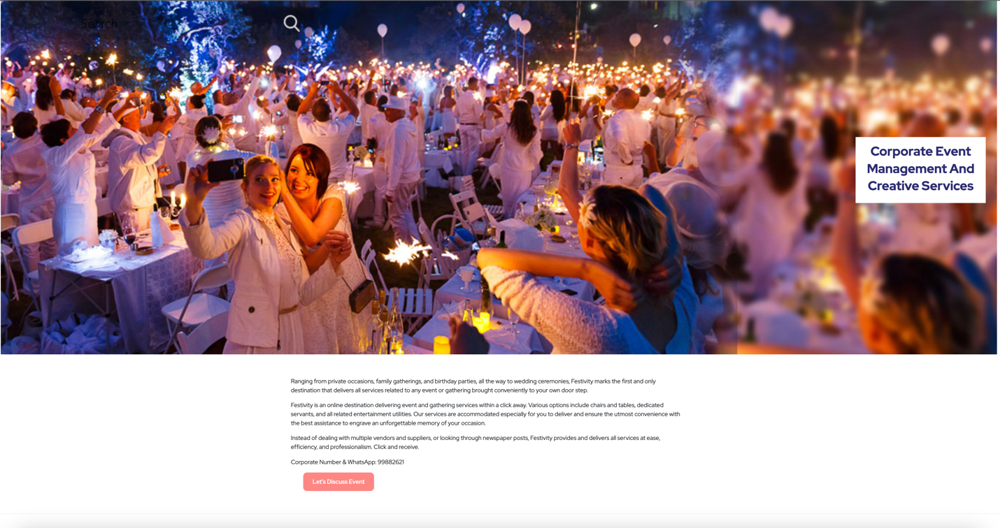 Search
Corporate Event
Management And
Creative Services
Ranging from private occasions, family gatherings, and birthday parties, all the way to wedding ceremonies, Festivity marks the first and only
destination that delivers all services related to any event or gathering brought conveniently to your own door step.
Festivity is an online destination delivering event and gathering services within a click away. Various options include chairs and tables, dedicated
servants, and all related entertainment utilities. Our services are accommodated especially for you to deliver and ensure the utmost convenience with
the best assistance to engrave an unforgettable memory of your occasion.
Instead of dealing with multiple vendors and suppliers, or looking through newspaper posts, Festivity provides and delivers all services at ease,
efficiency, and professionalism. Click and receive.
Corporate Number & WhatsApp: 99882621
Let's Discuss Event